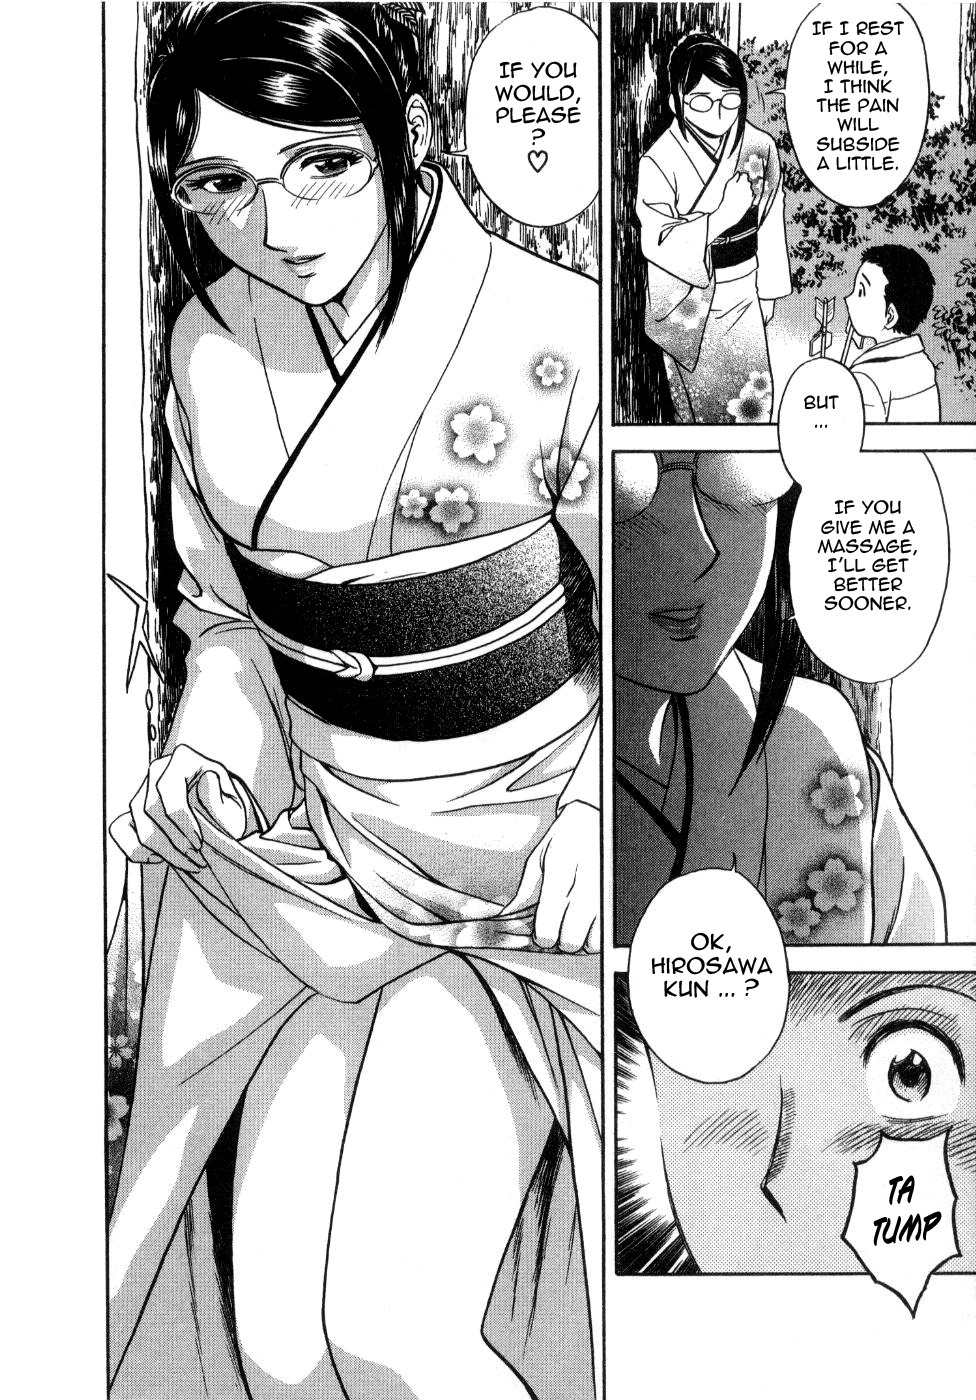 IF I REST
FOR A
WHILE,
I THINK
THE PAIN
WILL
SUBSIDE
A LITTLE.
BUT
...
IF YOU
GIVE ME A
MASSAGE,
I'LL GET
BETTER
SOONER.
OK,
HIROSAWA
KUN ... ?
TA
TUMP
IF YOU
WOULD,
PLEASE
?
♡